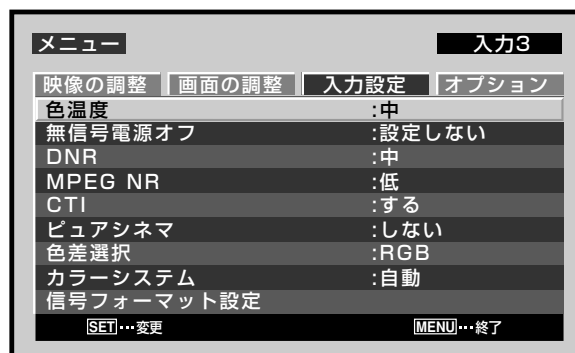 メニュー 入力3
映像の調整 画面の調整 入力設定 オプション
色温度 :中
無信号電源オフ :設定しない
DNR :中
MPEG NR :低
CTI :する
ピュアシネマ :しない
色差選択 :RGB
カラーシステム :自動
信号フォーマット設定
SET…変更 MENU…終了